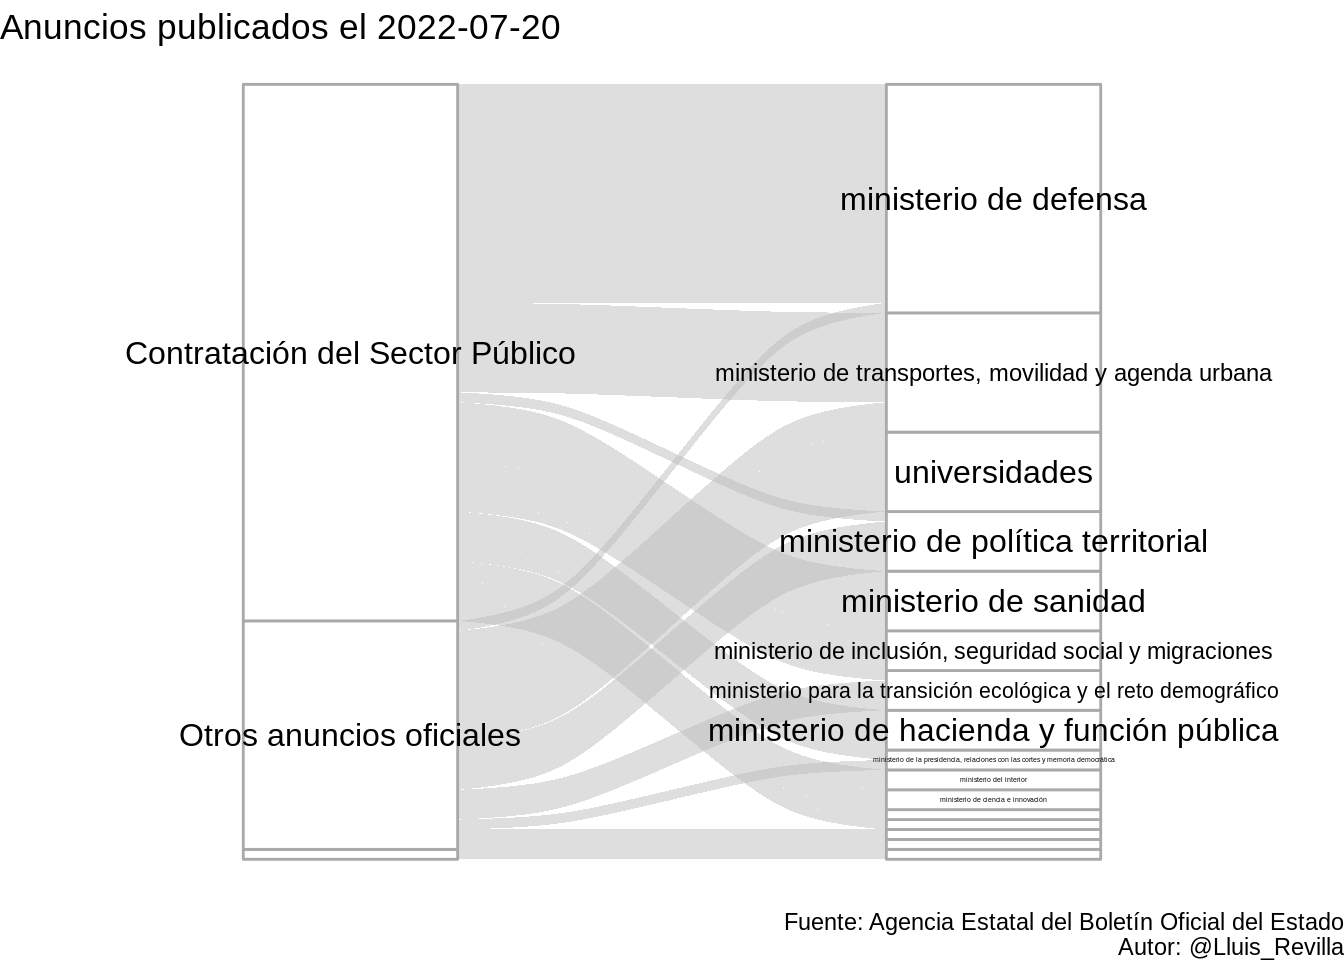 Anuncios publicados el 2022-07-20
ministerio de defensa
Contratación del Sector Público
ministerio de transportes, movilidad y agenda urbana
universidades
ministerio de política territorial
ministerio de sanidad
ministerio de inclusión, seguridad social y migraciones
ministerio para la transición ecológica y el reto demográfico
Otros anuncios oficiales
ministerio de hacienda y función pública
ministerio de la presidencia, relaciones con las cortes y memoria democrática
ministerio del interior
ministerio de ciencia e innovación
Fuente: Agencia Estatal del Boletín Oficial del Estado
Autor: @Lluis_Revilla